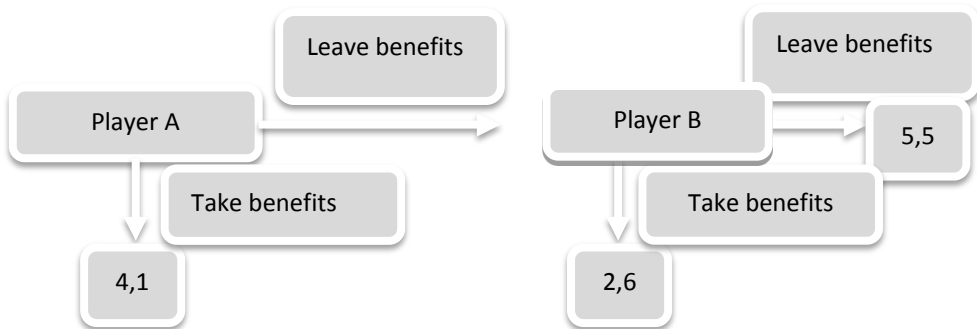 Leave benefits
Leave benefits
Player A
Player B
5,5
Take benefits
Take benefits
4,1
2,6